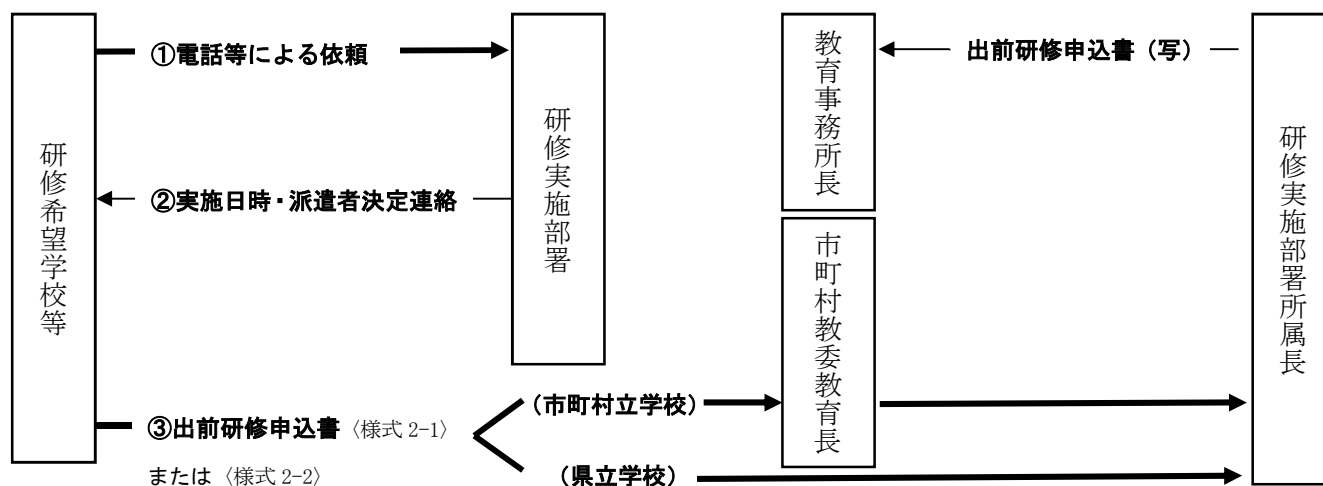 研修希望学校等
①電話等による依頼
②実施日時・派遣者決定連絡
③出前研修申込書〈様式 2-1〉
または〈様式 2-2〉
研修実施部署
(市町村立学校)
(県立学校)
教育事務所長
市町村教委教育長
出前研修申込書(写)
研修実施部署所属長